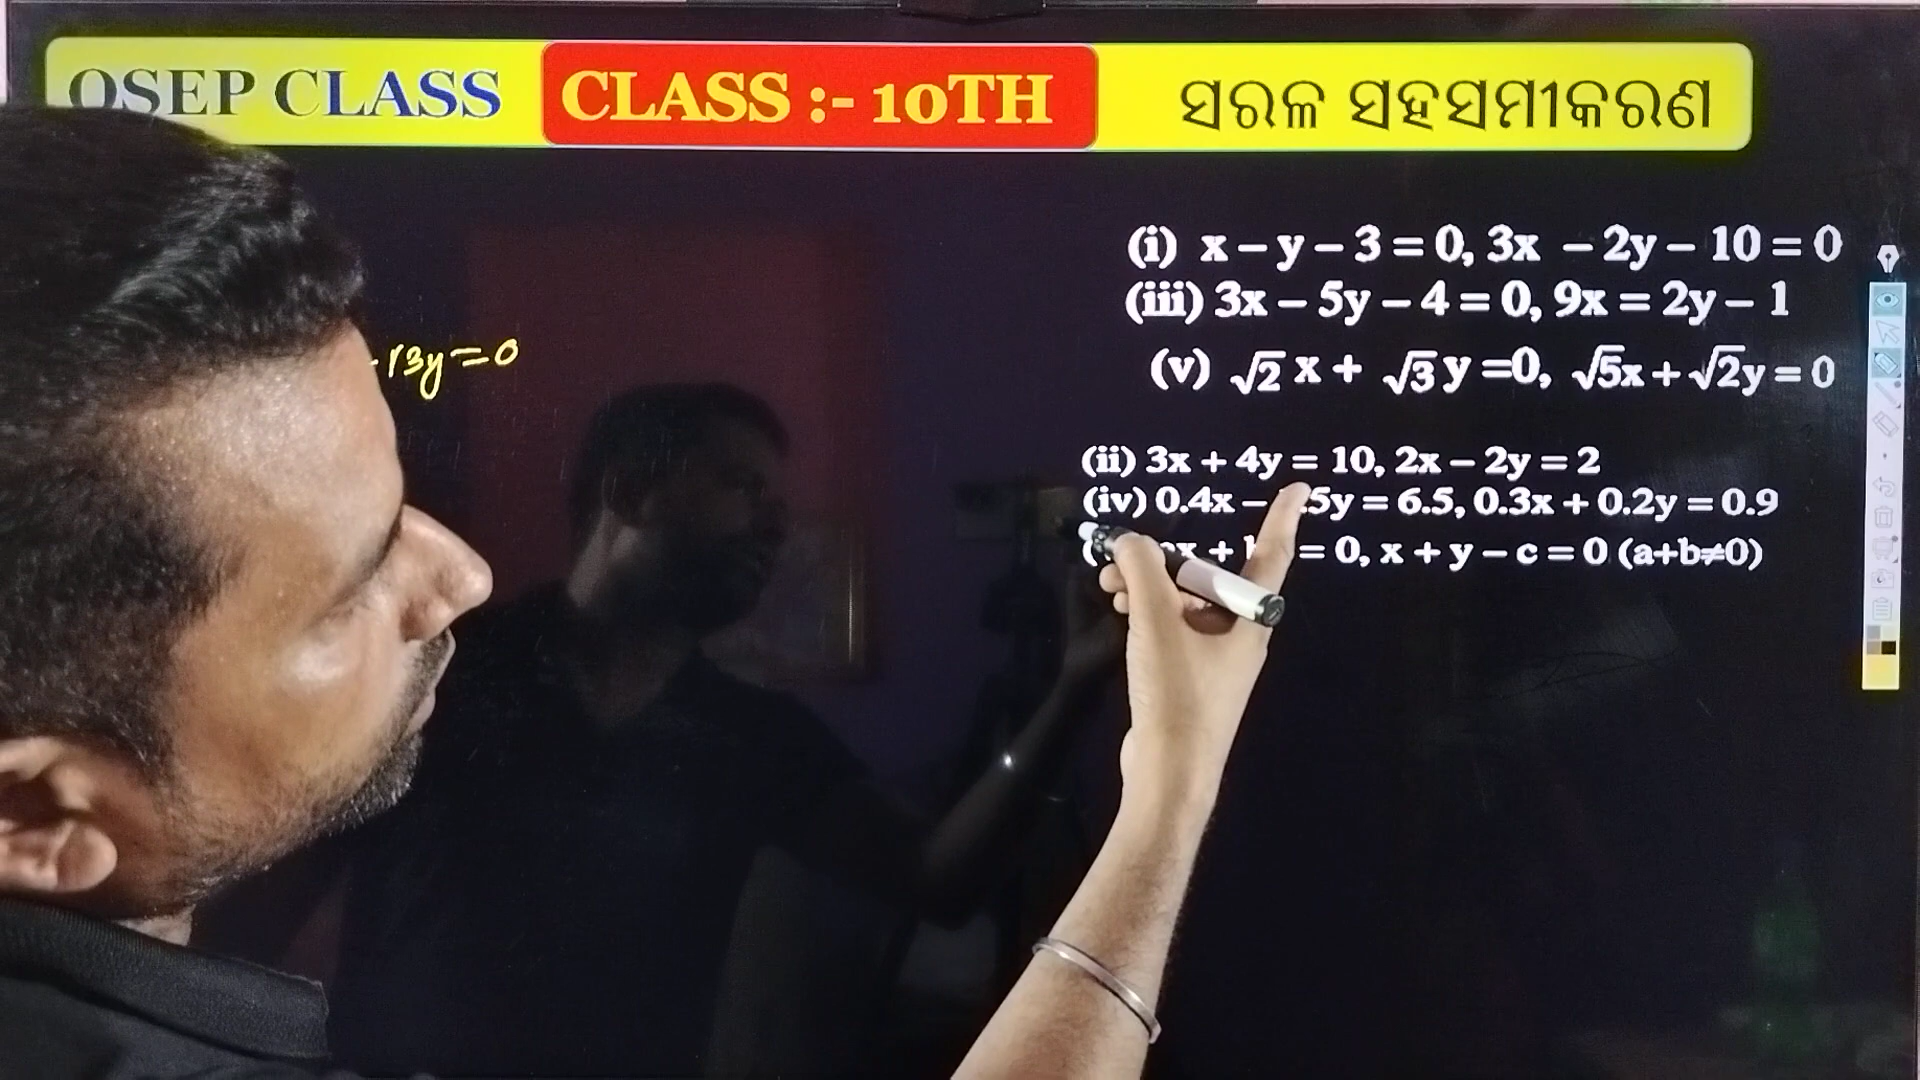 OSEP CLASS CLASS :- 10TH ସରଳ ସହସମୀକରଣ
(i) x – y – 3 = 0, 3x – 2y – 10 = 0
(iii) 3x – 5y – 4 = 0, 9x = 2y – 1
√3y = 0
(v) √2 x + √3 y =0, √5x + √2y = 0
(ii) 3x + 4y = 10, 2x – 2y = 2
(iv) 0.4x – .5y = 6.5, 0.3x + 0.2y = 0.9
x + = 0, x + y – c = 0 (a+b≠0)